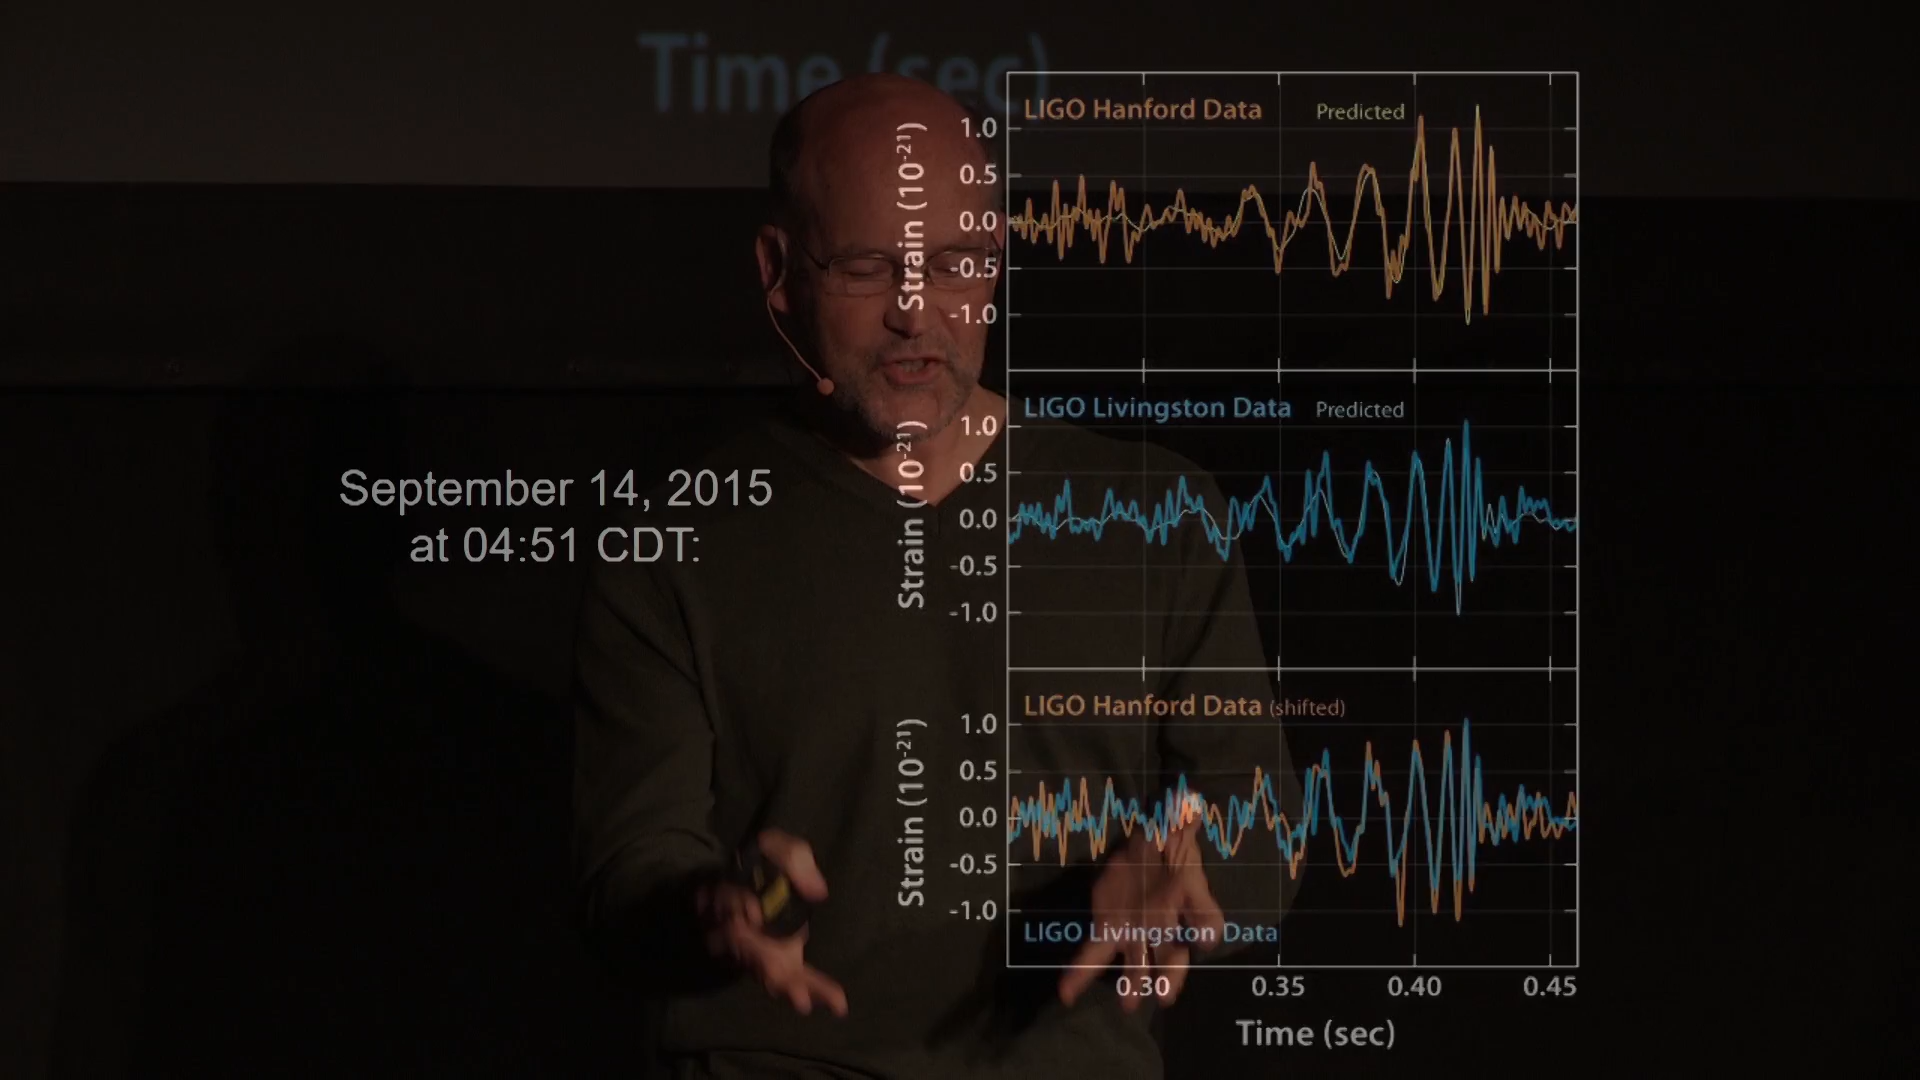 Time (sec)
September 14, 2015
at 04:51 CDT:
LIGO Hanford Data Predicted
Strain (10⁻²¹)
1.0
0.5
0.0
-0.5
-1.0
LIGO Livingston Data Predicted
Strain (10⁻²¹)
1.0
0.5
0.0
-0.5
-1.0
LIGO Hanford Data (shifted)
Strain (10⁻²¹)
1.0
0.5
0.0
-0.5
-1.0
LIGO Livingston Data
0.30 0.35 0.40 0.45
Time (sec)